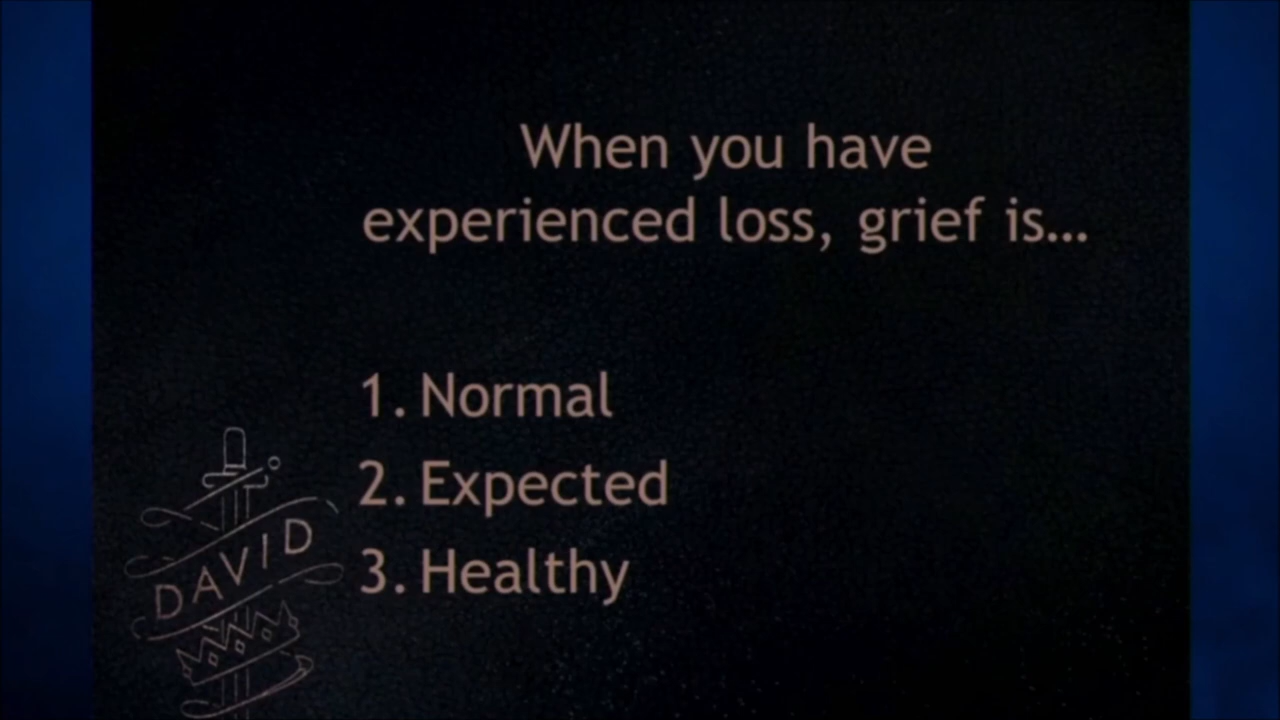 When you have
experienced loss, grief is...
1. Normal
2. Expected
3. Healthy
DAVID